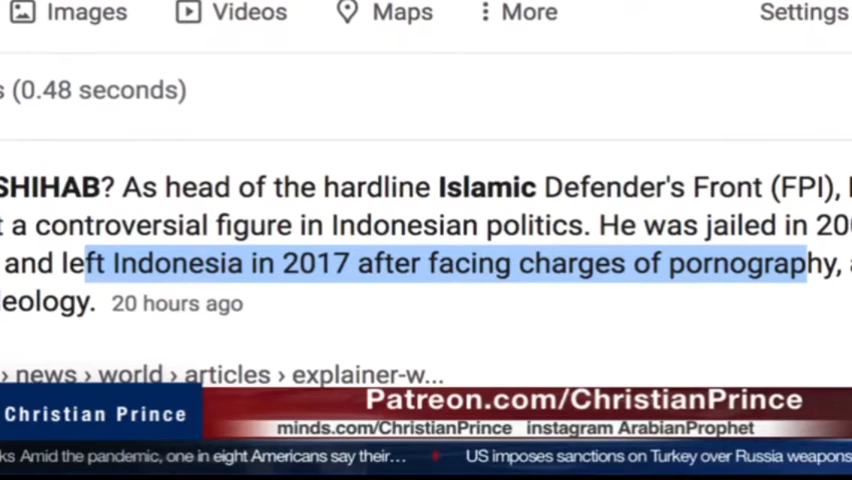 Images Videos Maps More Settings
(0.48 seconds)
SHIHAB? As head of the hardline Islamic Defender's Front (FPI),
a controversial figure in Indonesian politics. He was jailed in
and left Indonesia in 2017 after facing charges of pornography,
20 hours ago
› news › world › articles › explainer-w...
Patreon.com/ChristianPrince
Christian Prince
minds.com/ChristianPrince instagram ArabianProphet
Amid the pandemic, one in eight Americans say their... US imposes sanctions on Turkey over Russia weapons